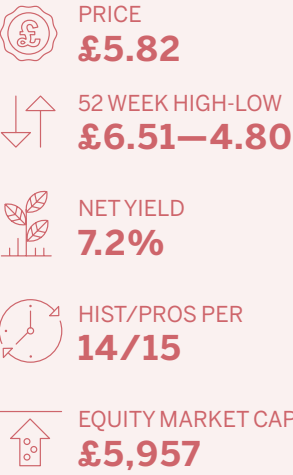 £
PRICE
£5.82
52 WEEK HIGH-LOW
£6.51—4.80
NET YIELD
7.2%
HIST/PROS PER
14/15
EQUITY MARKET CAP
£5,957